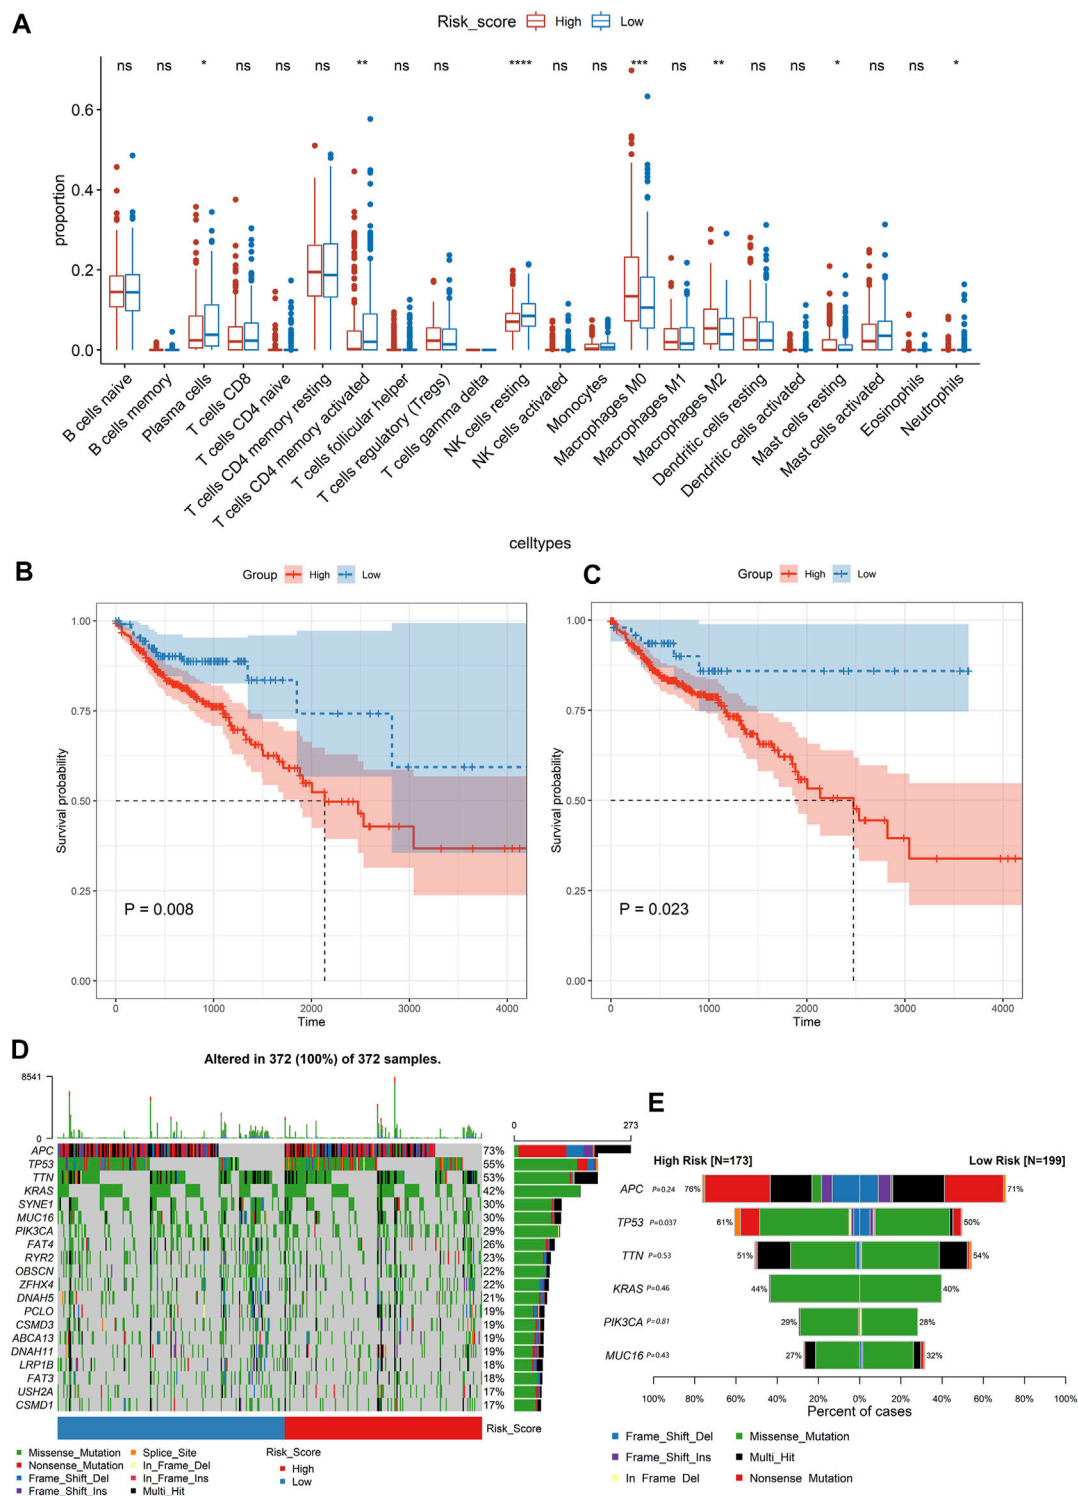 A
Risk_score High Low
ns ns * ns ns ns ** ns ns **** ns ns *** ns ** ns ns * ns ns *
proportion
0.6
0.4
0.2
0.0
B cells naive
B cells memory
Plasma cells
T cells CD8
T cells CD4 naive
T cells CD4 memory resting
T cells CD4 memory activated
T cells follicular helper
T cells regulatory (Tregs)
T cells gamma delta
NK cells resting
NK cells activated
Monocytes
Macrophages M0
Macrophages M1
Macrophages M2
Dendritic cells resting
Dendritic cells activated
Mast cells resting
Mast cells activated
Eosinophils
Neutrophils
celltypes
B
Group High Low
Survival probability
1.00
0.75
0.50
0.25
0.00
P = 0.008
0 1000 2000 3000 4000
Time
C
Group High Low
Survival probability
1.00
0.75
0.50
0.25
0.00
P = 0.023
0 1000 2000 3000 4000
Time
D
Altered in 372 (100%) of 372 samples.
8541
0
0 273
APC 73%
TP53 55%
TTN 53%
KRAS 42%
SYNE1 30%
MUC16 30%
PIK3CA 29%
FAT4 26%
RYR2 23%
OBSCN 22%
ZFHX4 22%
DNAH5 21%
PCLO 19%
CSMD3 19%
ABCA13 19%
DNAH11 19%
LRP1B 18%
FAT3 18%
USH2A 17%
CSMD1 17%
Risk_Score
Missense_Mutation
Nonsense_Mutation
Frame_Shift_Del
Frame_Shift_Ins
Splice_Site
In_Frame_Del
In_Frame_Ins
Multi_Hit
Risk_Score
High
Low
E
High Risk [N=173] Low Risk [N=199]
APC P=0.24 76% 71%
TP53 P=0.037 61% 50%
TTN P=0.53 51% 54%
KRAS P=0.46 44% 40%
PIK3CA P=0.81 29% 28%
MUC16 P=0.43 27% 32%
100% 80% 60% 40% 20% 0% 20% 40% 60% 80% 100%
Percent of cases
Frame_Shift_Del
Frame_Shift_Ins
In_Frame_Del
Missense_Mutation
Multi_Hit
Nonsense_Mutation